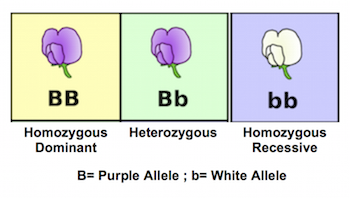 BB Bb bb
Homozygous Dominant
Heterozygous
Homozygous Recessive
B= Purple Allele ; b= White Allele